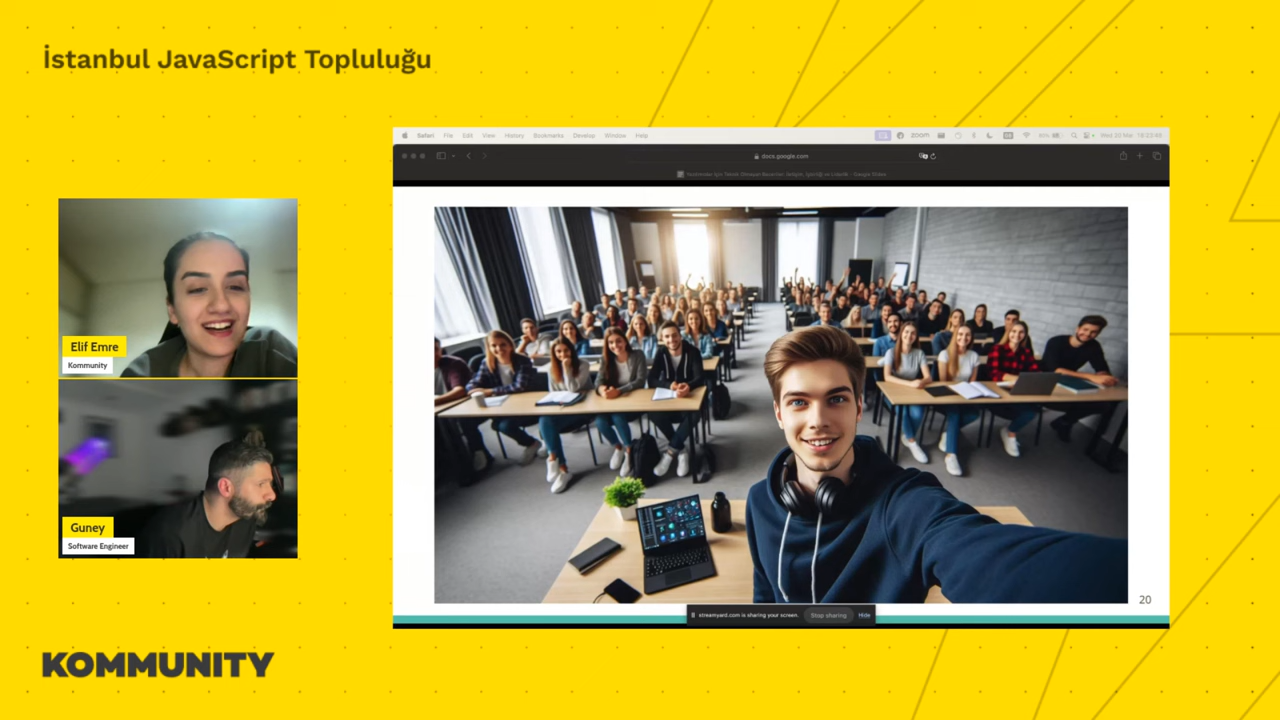 İstanbul JavaScript Topluluğu
Safari File Edit View History Bookmarks Develop Window Help
zoom
docs.google.com
Elif Emre
Kommunity
Guney
Software Engineer
20
streamyard.com is sharing your screen. Stop sharing Hide
KOMMUNITY